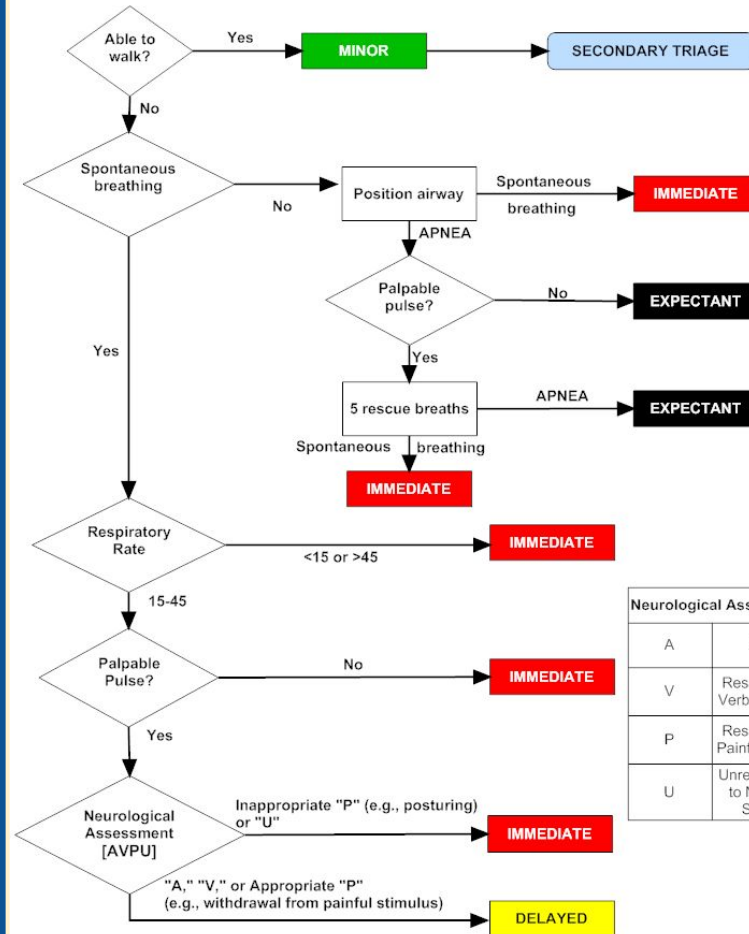 Able to
walk?
Yes
MINOR
SECONDARY TRIAGE
No
Spontaneous
breathing
No
Position airway
Spontaneous
breathing
IMMEDIATE
APNEA
Palpable
pulse?
No
EXPECTANT
Yes
Yes
5 rescue breaths
APNEA
EXPECTANT
Spontaneous breathing
IMMEDIATE
Respiratory
Rate
<15 or >45
IMMEDIATE
15-45
Palpable
Pulse?
No
IMMEDIATE
Yes
Neurological
Assessment
[AVPU]
Inappropriate "P" (e.g., posturing)
or "U"
IMMEDIATE
"A," "V," or Appropriate "P"
(e.g., withdrawal from painful stimulus)
DELAYED
Neurological
A
V
P
U
to